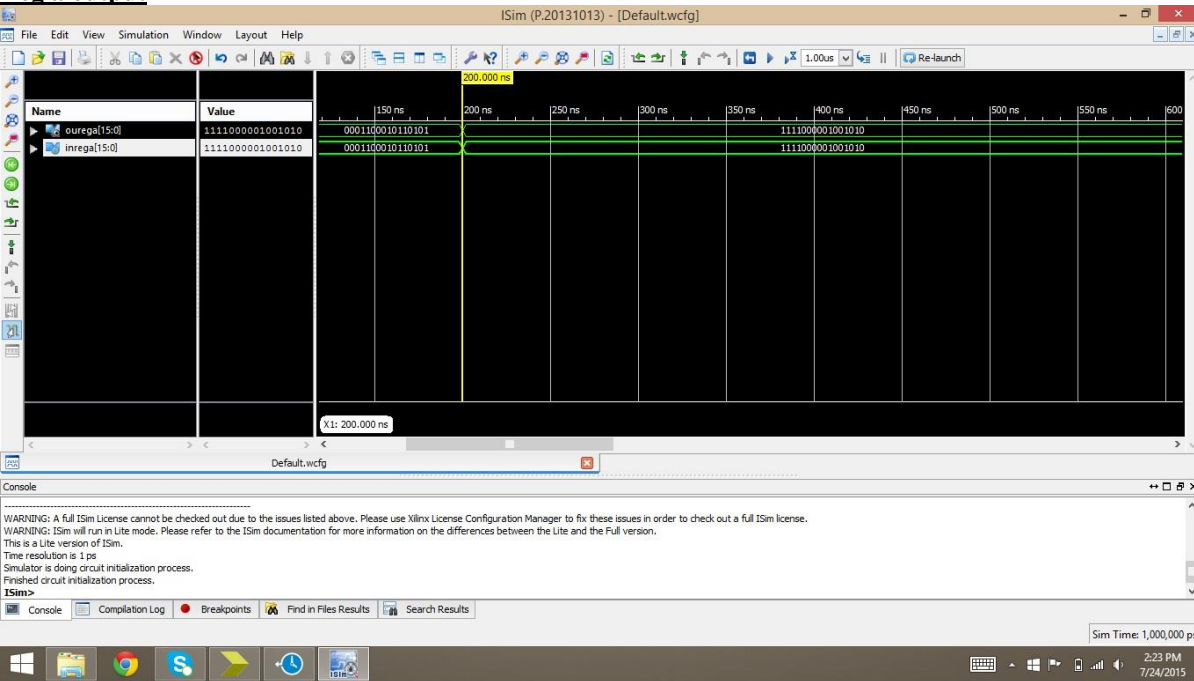 ISim (P.20131013) - [Default.wcfg]
File Edit View Simulation Window Layout Help
1.00us Re-launch
200.000 ns
Name Value
150 ns 200 ns 250 ns 300 ns 350 ns 400 ns 450 ns 500 ns 550 ns 600
ourega[15:0] 1111000001001010 0001100010110101 1111000001001010
inrega[15:0] 1111000001001010 0001100010110101 1111000001001010
X1: 200.000 ns
Default.wcfg
Console
WARNING: A full ISim License cannot be checked out due to the issues listed above. Please use Xilinx License Configuration Manager to fix these issues in order to check out a full ISim license.
WARNING: ISim will run in Lite mode. Please refer to the ISim documentation for more information on the differences between the Lite and the Full version.
This is a Lite version of ISim.
Time resolution is 1 ps
Simulator is doing circuit initialization process.
Finished circuit initialization process.
ISim>
Console Compilation Log Breakpoints Find in Files Results Search Results
Sim Time: 1,000,000 p
2:23 PM
7/24/2015